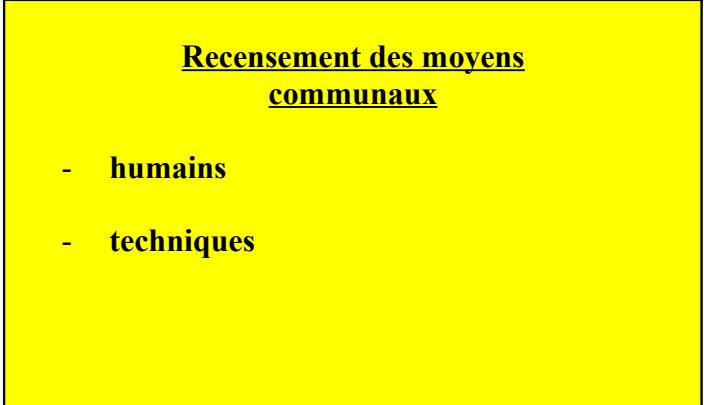 Recensement des moyens
communaux
- humains
- techniques